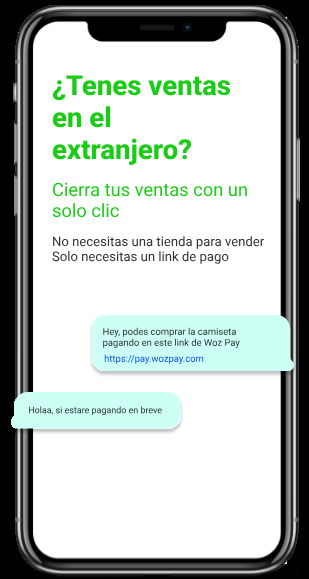 ¿Tenes ventas
en el
extranjero?
Cierra tus ventas con un
solo clic
No necesitas una tienda para vender
Solo necesitas un link de pago
Hey, podes comprar la camiseta
pagando en este link de Woz Pay
https://pay.wozpay.com
Holaa, si estare pagando en breve